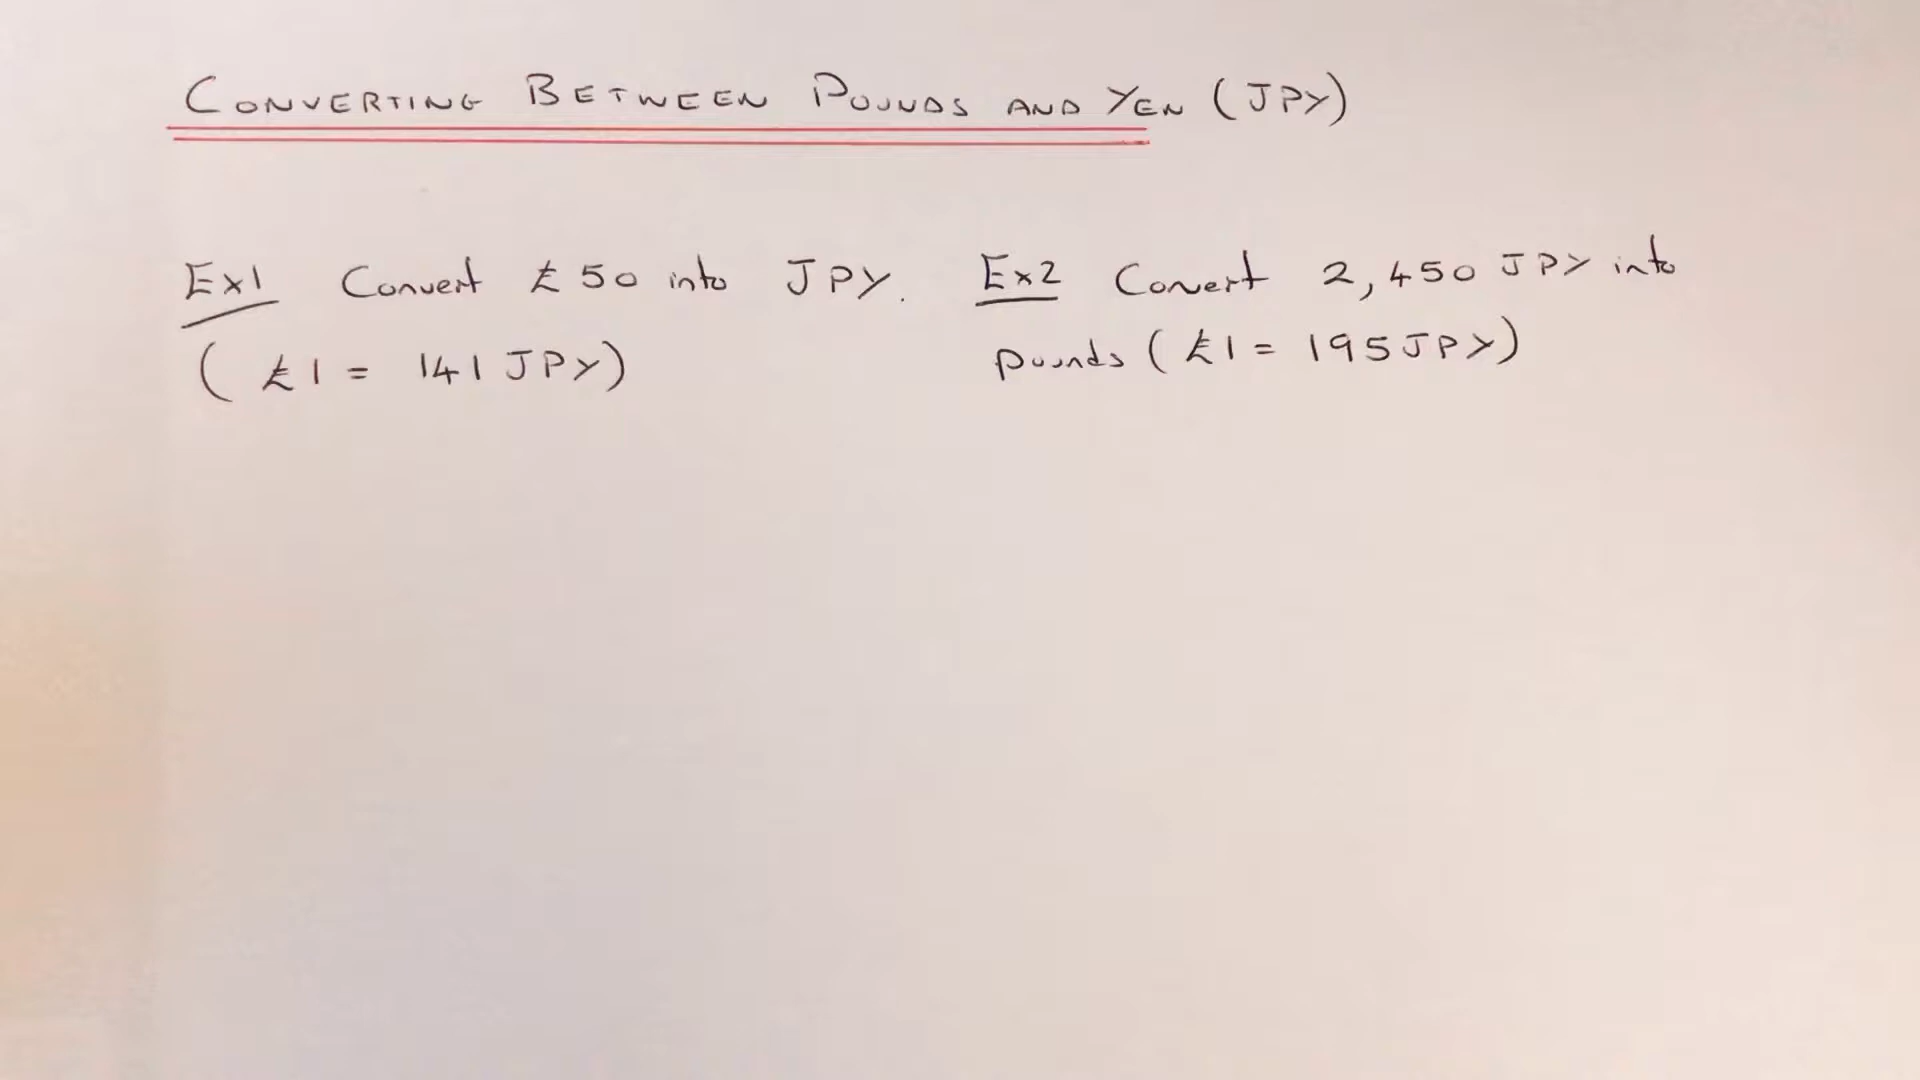 CONVERTING BETWEEN POUNDS AND YEN (JPY)
Ex1 Convert £50 into JPY.
(£1 = 141 JPY)
Ex2 Convert 2,450 JPY into
pounds (£1 = 195 JPY)